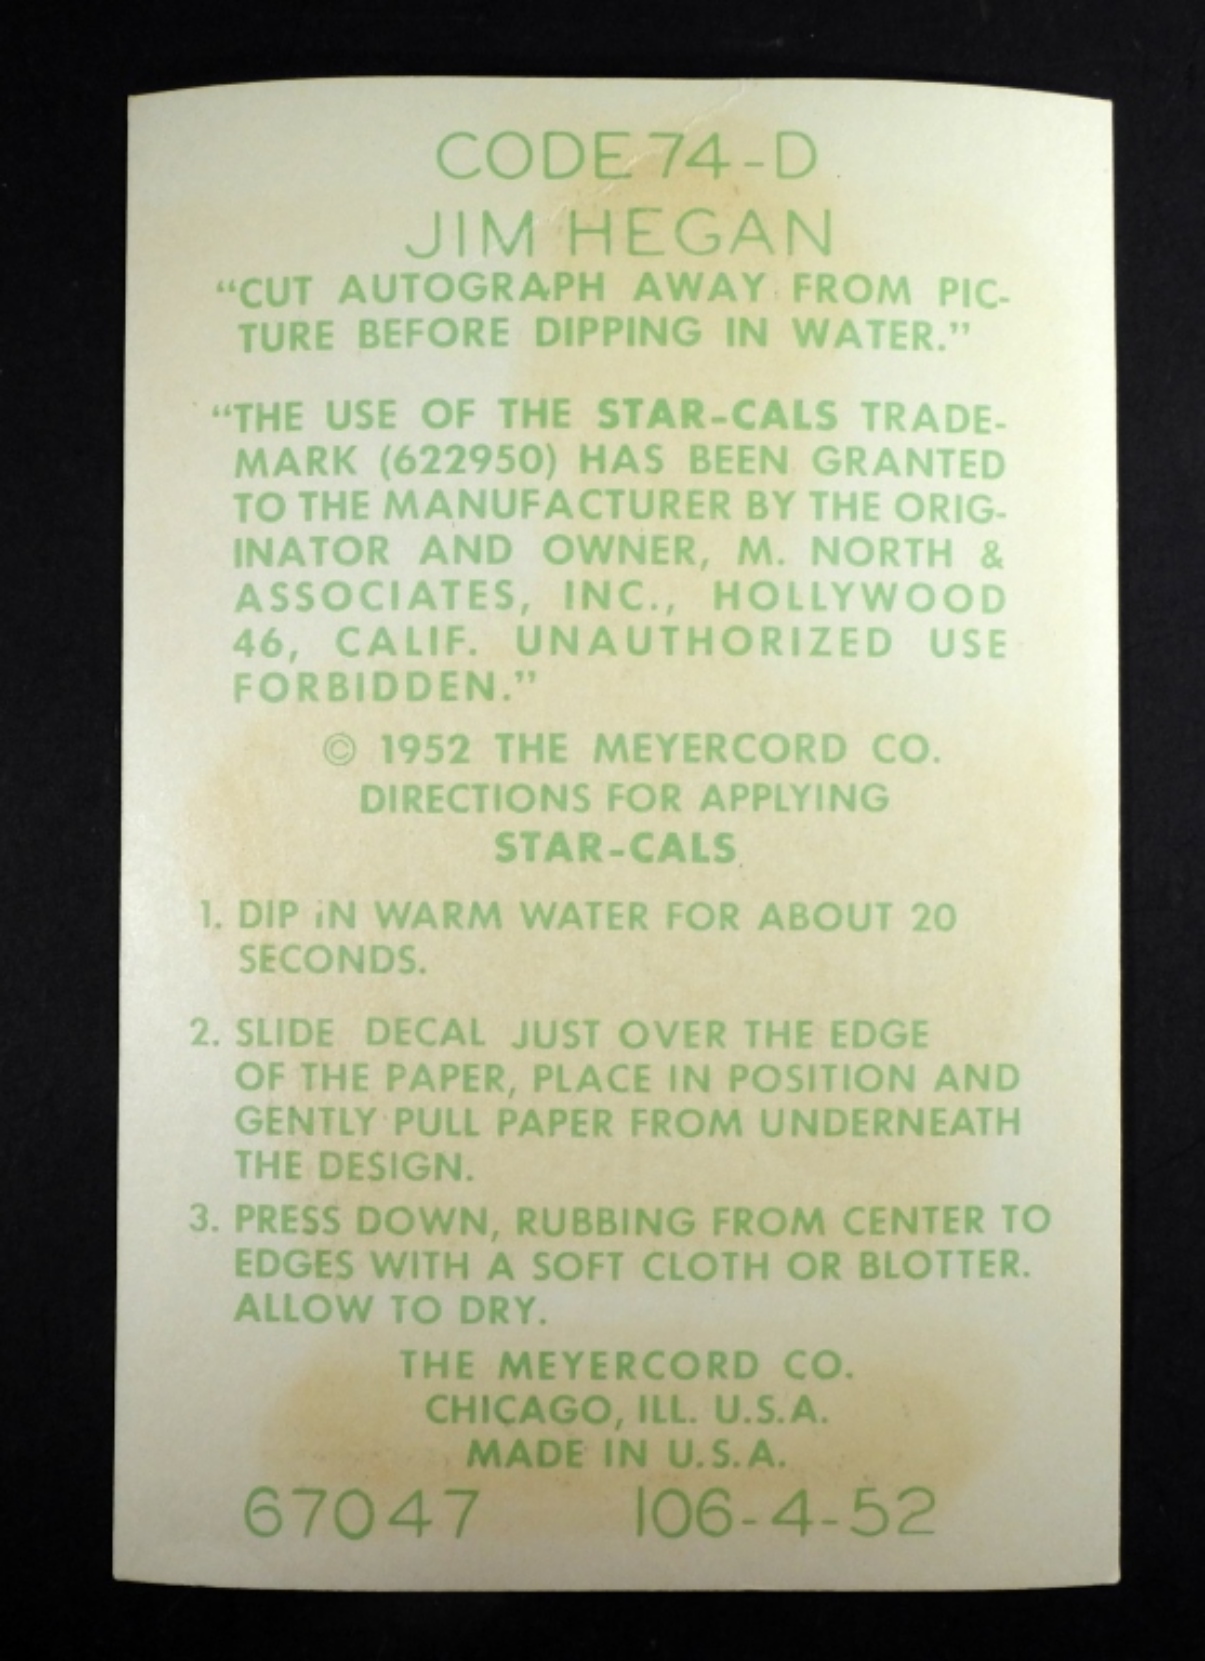 CODE 74-D
JIM HEGAN
“CUT AUTOGRAPH AWAY FROM PIC-
TURE BEFORE DIPPING IN WATER.”
“THE USE OF THE STAR-CALS TRADE-
MARK (622950) HAS BEEN GRANTED
TO THE MANUFACTURER BY THE ORIG-
INATOR AND OWNER, M. NORTH &
ASSOCIATES, INC., HOLLYWOOD
46, CALIF. UNAUTHORIZED USE
FORBIDDEN.”
© 1952 THE MEYERCORD CO.
DIRECTIONS FOR APPLYING
STAR-CALS
1. DIP iN WARM WATER FOR ABOUT 20
SECONDS.
2. SLIDE DECAL JUST OVER THE EDGE
OF THE PAPER, PLACE IN POSITION AND
GENTLY PULL PAPER FROM UNDERNEATH
THE DESIGN.
3. PRESS DOWN, RUBBING FROM CENTER TO
EDGES WITH A SOFT CLOTH OR BLOTTER.
ALLOW TO DRY.
THE MEYERCORD CO.
CHICAGO, ILL. U.S.A.
MADE IN U.S.A.
67047 106-4-52